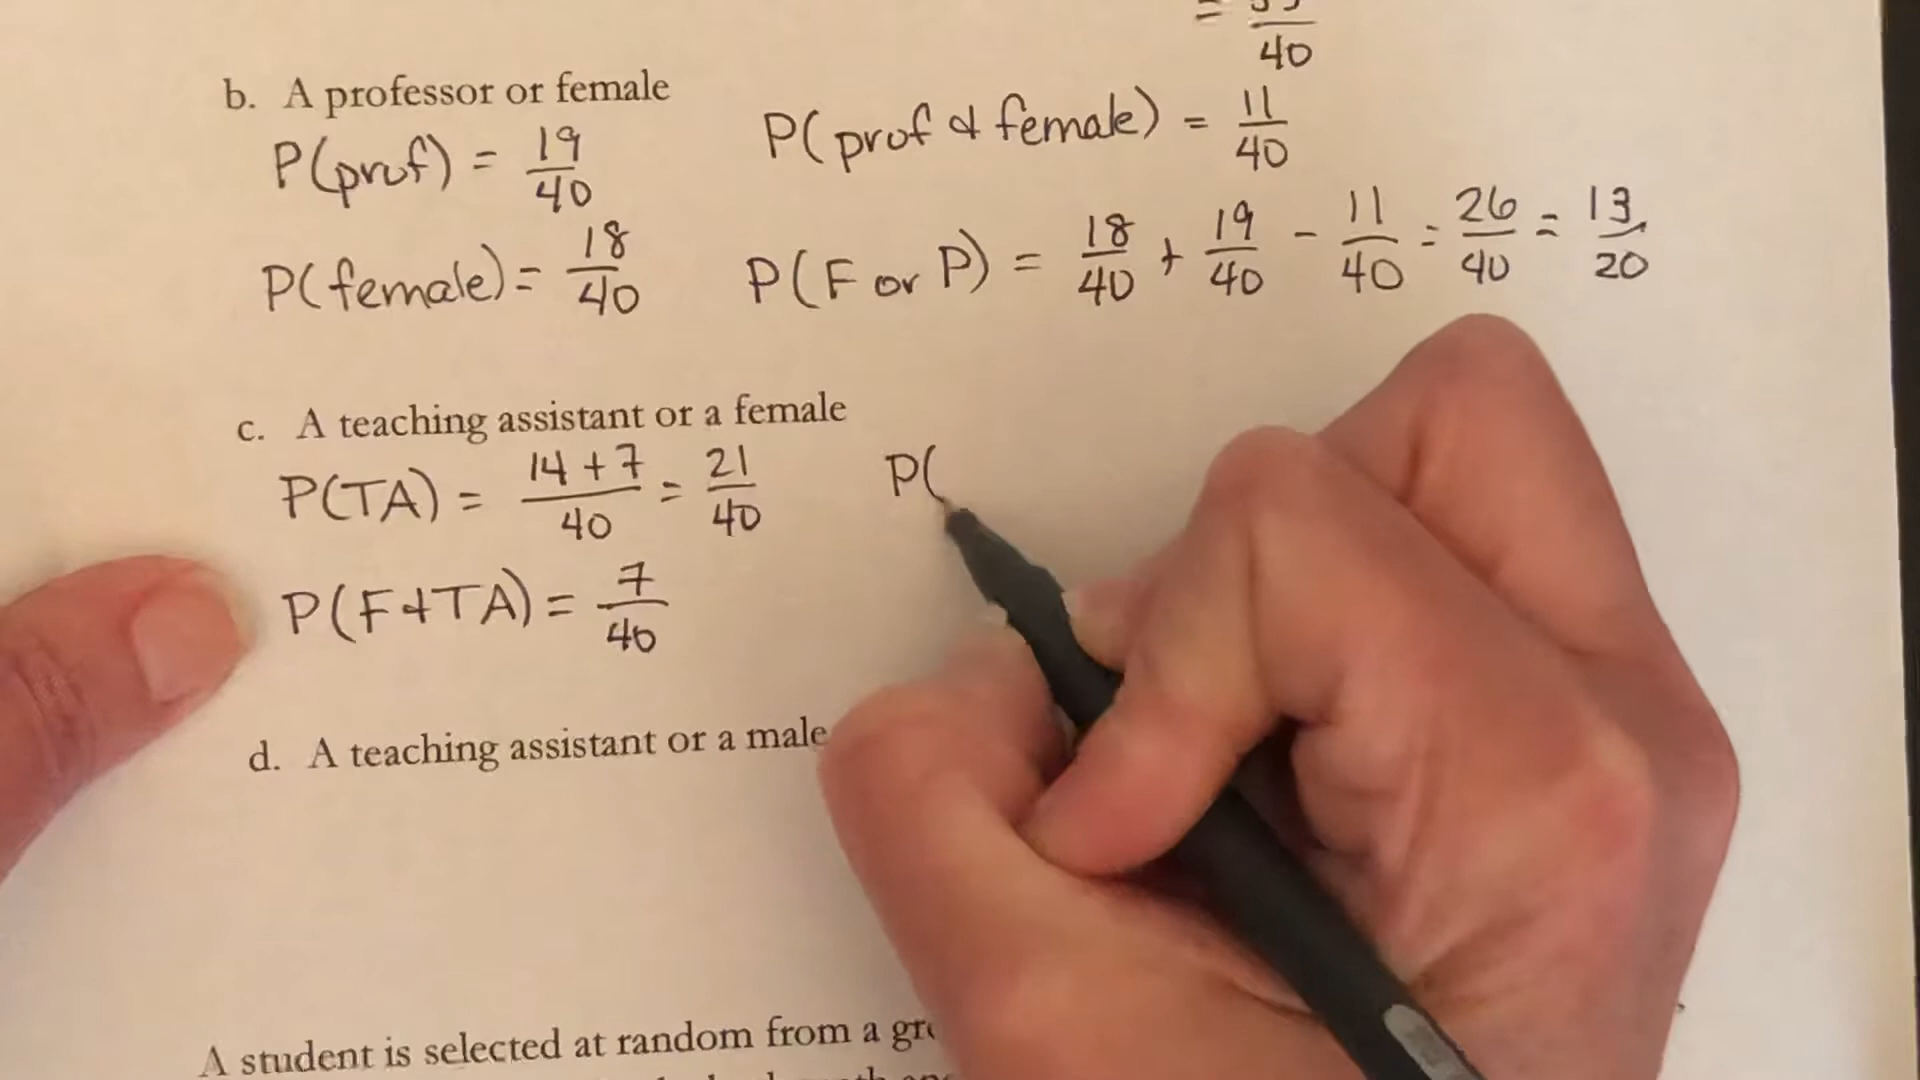 = 
40
b. A professor or female
P(prof) = 19/40
P(prof & female) = 11/40
P(female) = 18/40
P(F or P) = 18/40 + 19/40 - 11/40 = 26/40 = 13/20
c. A teaching assistant or a female
P(TA) = 14 + 7/40 = 21/40
P(
P(F & TA) = 7/40
d. A teaching assistant or a male
A student is selected at random from a